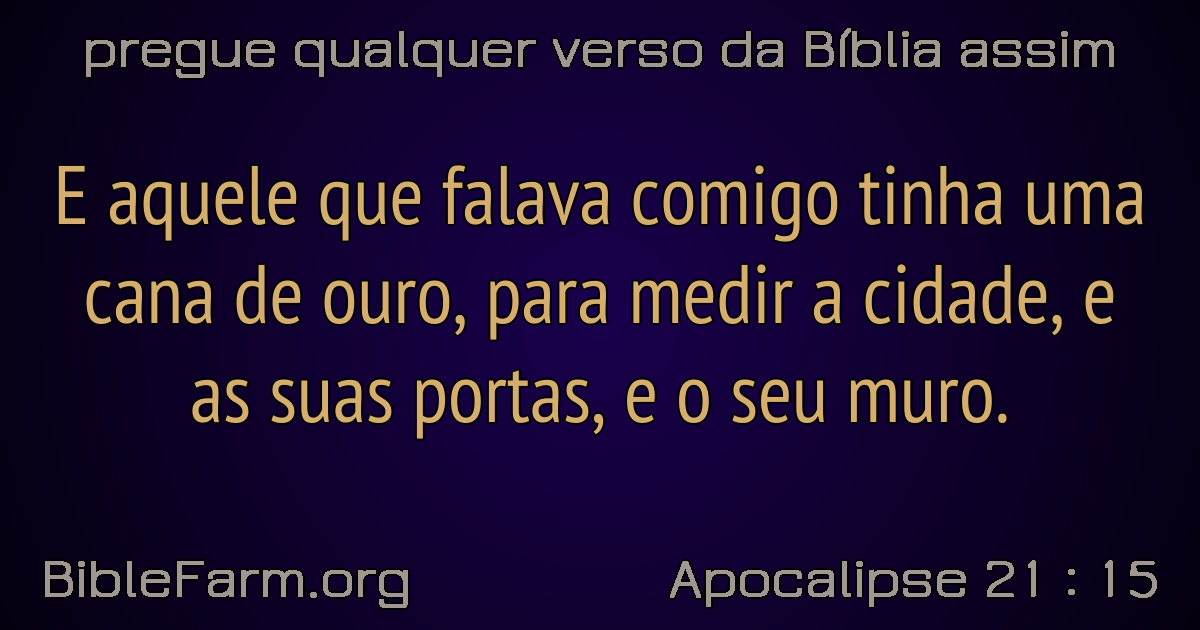 pregue qualquer verso da Bíblia assim
E aquele que falava comigo tinha uma
cana de ouro, para medir a cidade, e
as suas portas, e o seu muro.
BibleFarm.org
Apocalipse 21 : 15